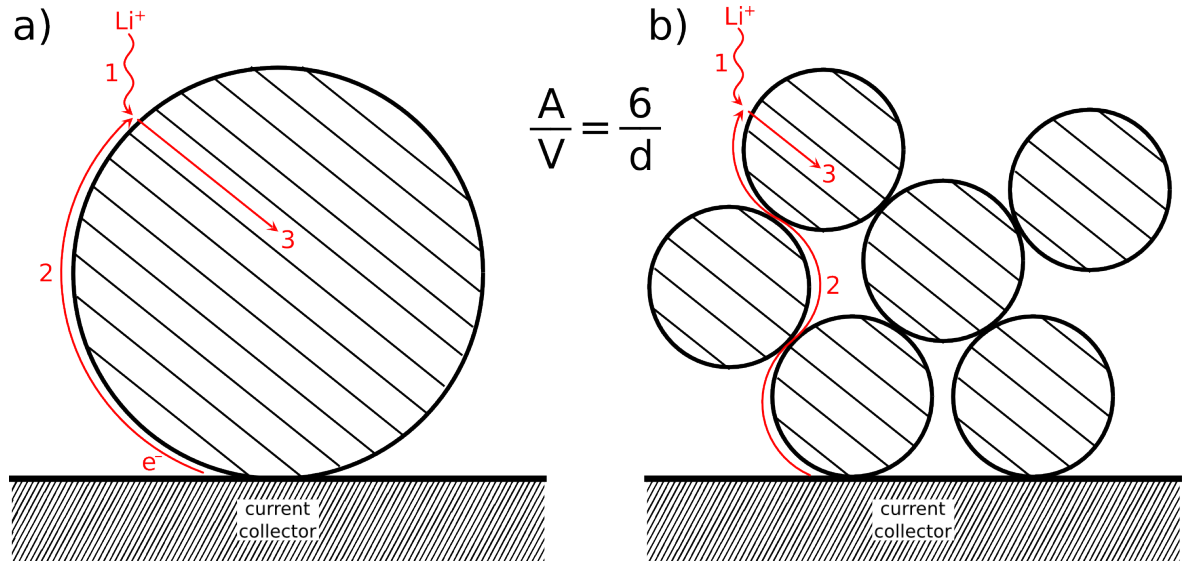 a)
Li⁺
1
2
3
e⁻
current
collector
A/V = 6/d
b)
Li⁺
1
2
3
current
collector